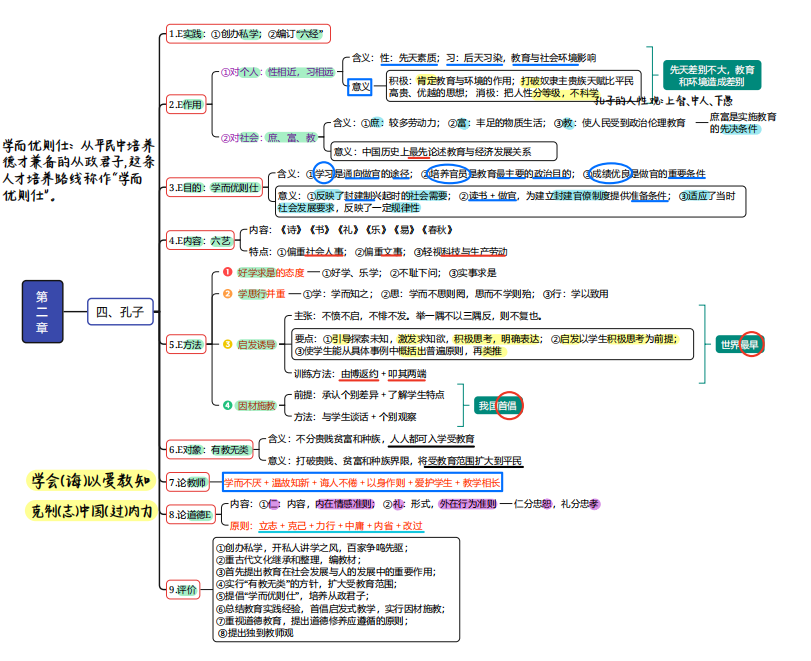 1.E实践：①创办私学；②编订“六经”
含义：性：先天素质；习：后天习染，教育与社会环境影响
①对个人：性相近，习相远
意义
积极：肯定教育与环境的作用；打破奴隶主贵族天赋比平民
高贵、优越的思想； 消极：把人性分等级，不科学
先天差别不大，教育
和环境造成差别
孔子的人性观：上智、中人、下愚
2.E作用
②对社会：庶、富、教
含义：①庶：较多劳动力；②富：丰足的物质生活；③教：使人民受到政治伦理教育
庶富是实施教育
的先决条件
意义：中国历史上最先论述教育与经济发展关系
学而优则仕：从平民中培养
德才兼备的从政君子，这条
人才培养路线称作“学而
优则仕”。
3.E目的：学而优则仕
含义：①学习是通向做官的途径； ②培养官员是教育最主要的政治目的；③成绩优良是做官的重要条件
意义：①反映了封建制兴起时的社会需要； ②读书 + 做官，为建立封建官僚制度提供准备条件； ③适应了当时
社会发展要求，反映了一定规律性
4.E内容：六艺
内容：《诗》《书》《礼》《乐》《易》《春秋》
特点：①偏重社会人事； ②偏重文事；③轻视科技与生产劳动
第二章
四、孔子
5.E方法
❶ 好学求是的态度
①好学、乐学； ②不耻下问； ③实事求是
❷ 学思行并重
①学：学而知之；②思：学而不思则罔，思而不学则殆； ③行：学以致用
❸ 启发诱导
主张：不愤不启，不悱不发。举一隅不以三隅反，则不复也。
要点：①引导探索未知，激发求知欲，积极思考，明确表达； ②启发以学生积极思考为前提；
③使学生能从具体事例中概括出普遍原则，再类推
世界最早
训练方法：由博返约 + 叩其两端
❹ 因材施教
前提：承认个别差异 + 了解学生特点
方法：与学生谈话 + 个别观察
我国首倡
6.E对象：有教无类
含义：不分贵贱贫富和种族，人人都可入学受教育
意义：打破贵贱、贫富和种族界限，将受教育范围扩大到平民
学会(诲)以爱教知
7.论教师
学而不厌 + 温故知新 + 诲人不倦 + 以身作则 + 爱护学生 + 教学相长
克制(立)中国(过)内力
8.论道德E
内容：①仁：内容，内在情感准则；②礼：形式，外在行为准则
仁分忠恕，礼分忠孝
原则：立志 + 克己 + 力行 + 中庸 + 内省 + 改过
9.评价
①创办私学，开私人讲学之风，百家争鸣先驱；
②重古代文化继承和整理，编教材；
③首先提出教育在社会发展与人的发展中的重要作用；
④实行“有教无类”的方针，扩大受教育范围；
⑤提倡“学而优则仕”，培养从政君子；
⑥总结教育实践经验，首倡启发式教学，实行因材施教；
⑦重视道德教育，提出道德修养应遵循的原则；
⑧提出独到教师观